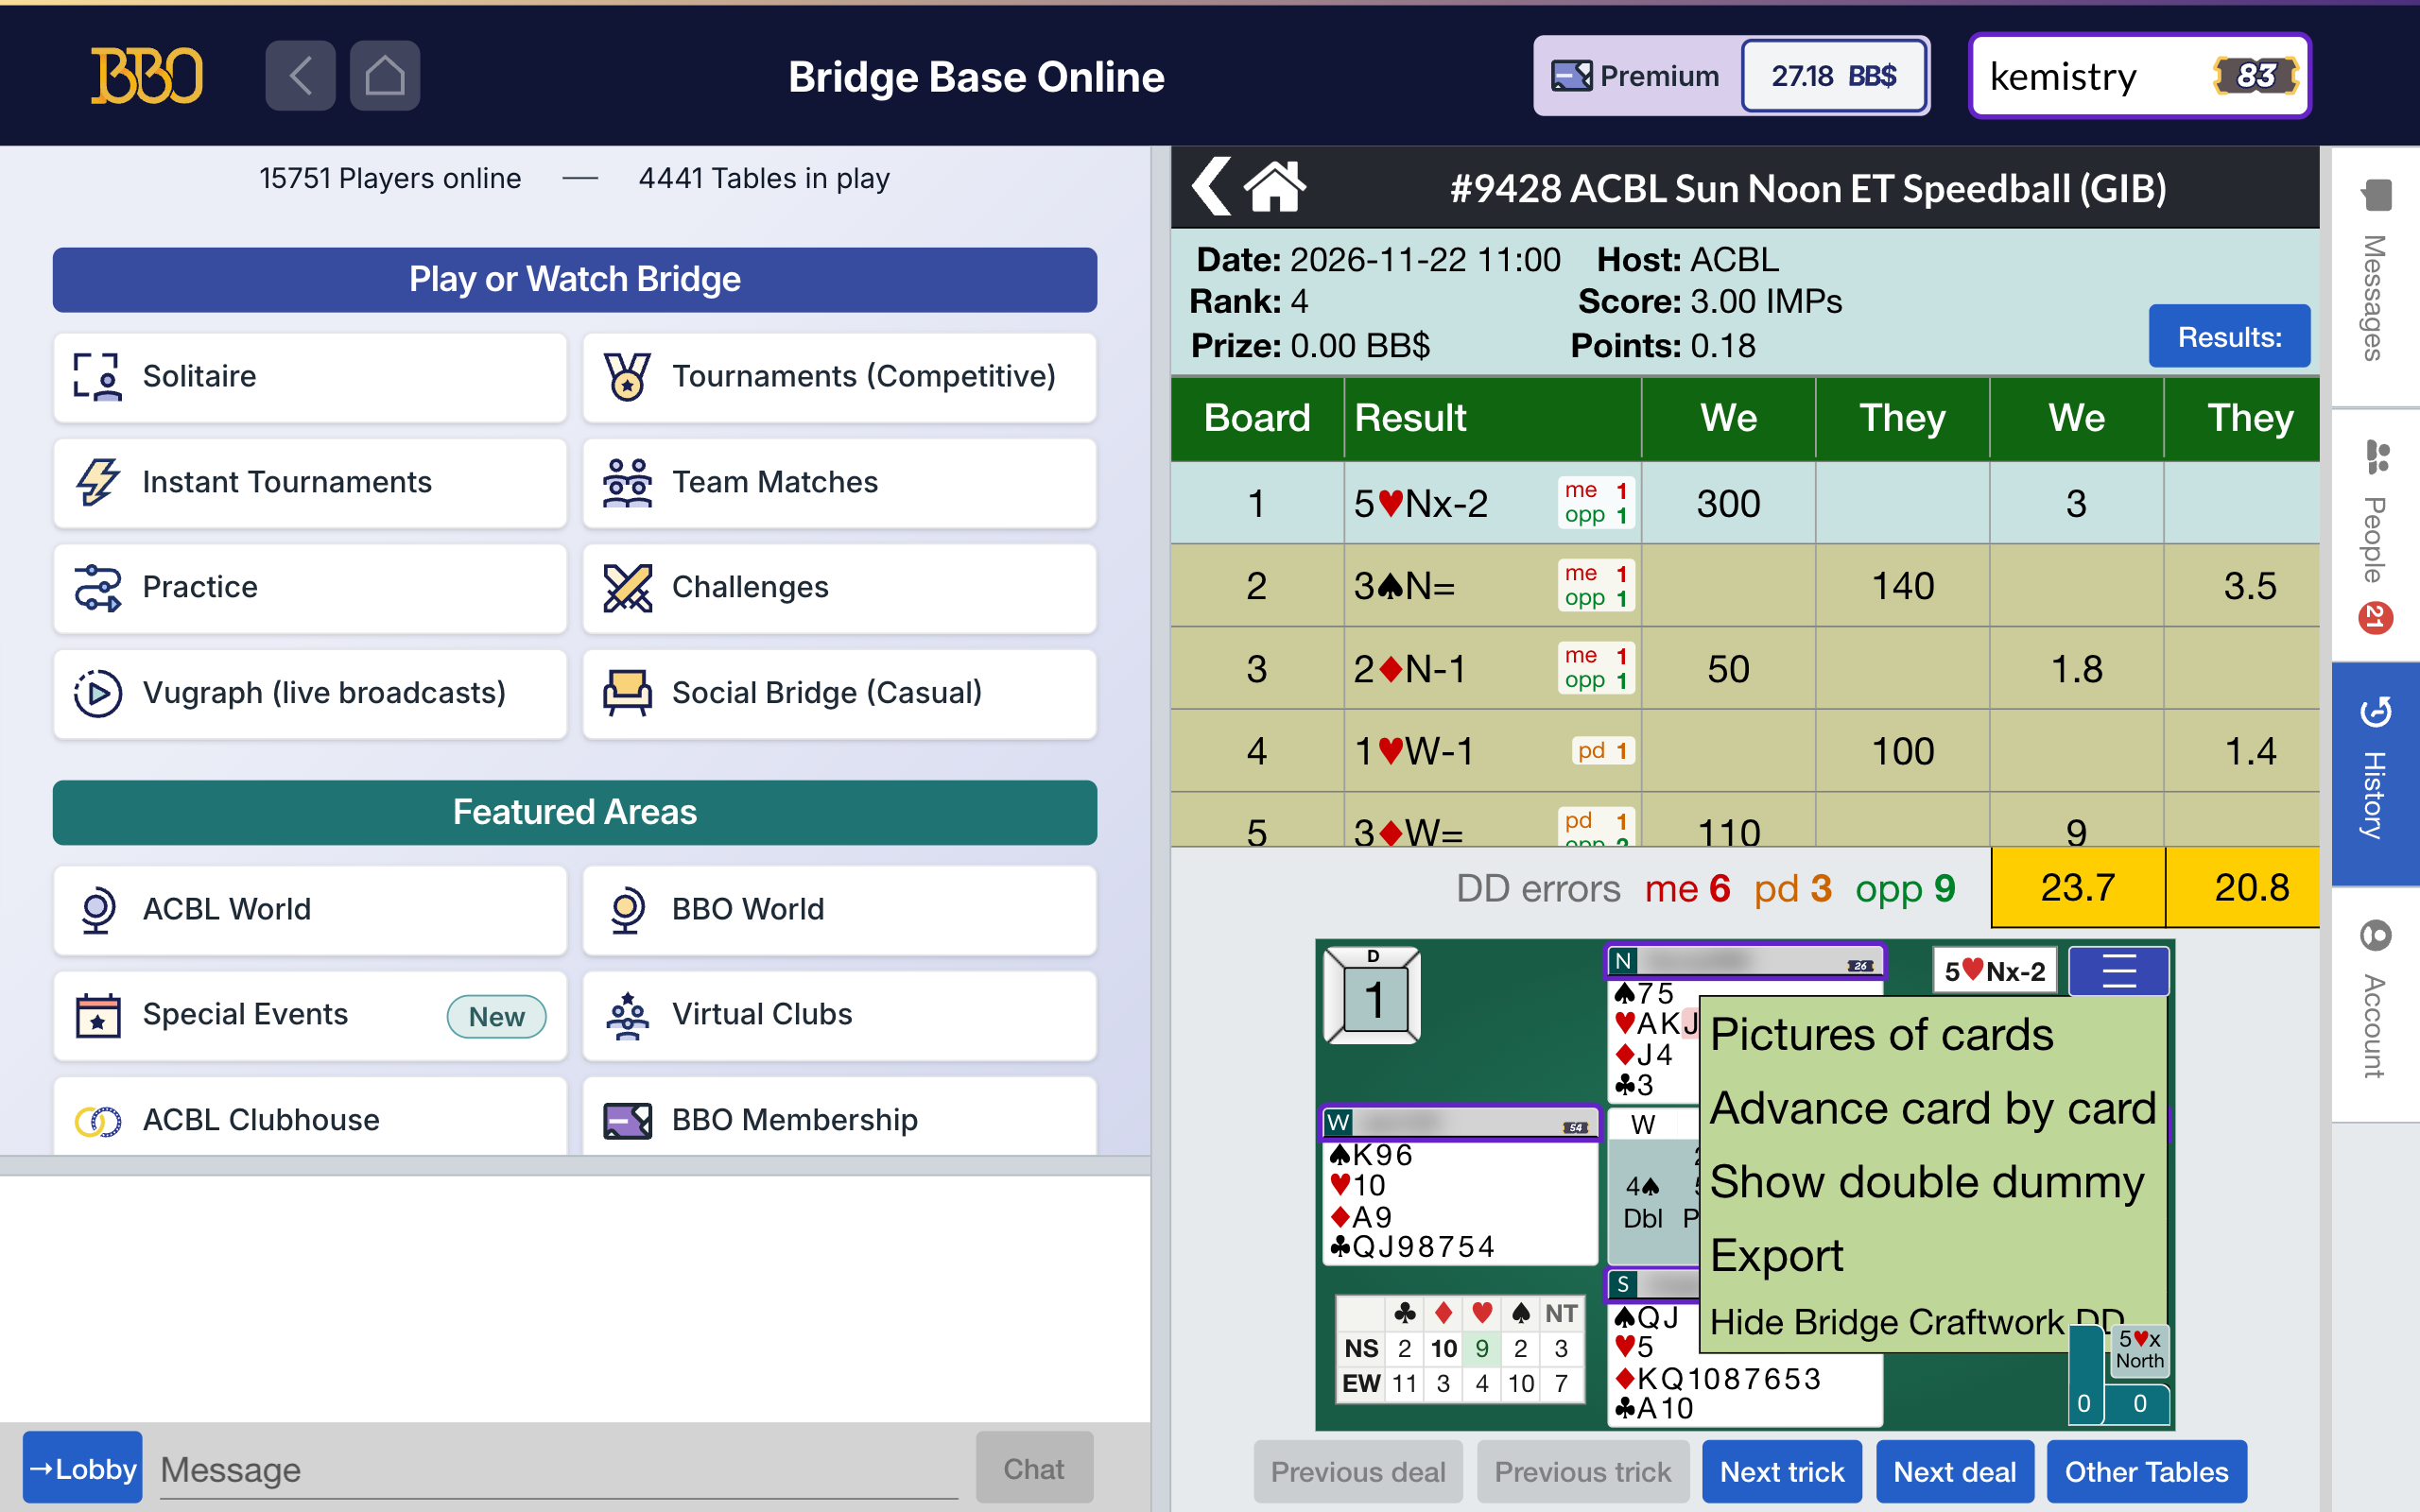 BBO
Bridge Base Online
Premium 27.18 BB$
kemistry 83
15751 Players online — 4441 Tables in play
Play or Watch Bridge
Solitaire
Tournaments (Competitive)
Instant Tournaments
Team Matches
Practice
Challenges
Vugraph (live broadcasts)
Social Bridge (Casual)
Featured Areas
ACBL World
BBO World
Special Events New
Virtual Clubs
ACBL Clubhouse
BBO Membership
→Lobby
Message
Chat
#9428 ACBL Sun Noon ET Speedball (GIB)
Date: 2026-11-22 11:00 Host: ACBL
Rank: 4 Score: 3.00 IMPs
Prize: 0.00 BB$ Points: 0.18
Results:
Board Result We They We They
1 5♥Nx-2 me 1 opp 1 300 3
2 3♠N= me 1 opp 1 140 3.5
3 2♦N-1 me 1 opp 1 50 1.8
4 1♥W-1 pd 1 100 1.4
5 3♦W= pd 1 opp 2 110 9
DD errors me 6 pd 3 opp 9 23.7 20.8
D
1
N 26
♠75
♥AKJ
♦J4
♣3
5♥Nx-2
Pictures of cards
Advance card by card
Show double dummy
Export
Hide Bridge Craftwork DD
W 54
♠K96
♥10
♦A9
♣QJ98754
W
4♠
Dbl P
S
♠QJ
♥5
♦KQ1087653
♣A10
♣ ♦ ♥ ♠ NT
NS 2 10 9 2 3
EW 11 3 4 10 7
5♥x
North
0 0
Previous deal
Previous trick
Next trick
Next deal
Other Tables
Messages
People 21
History
Account